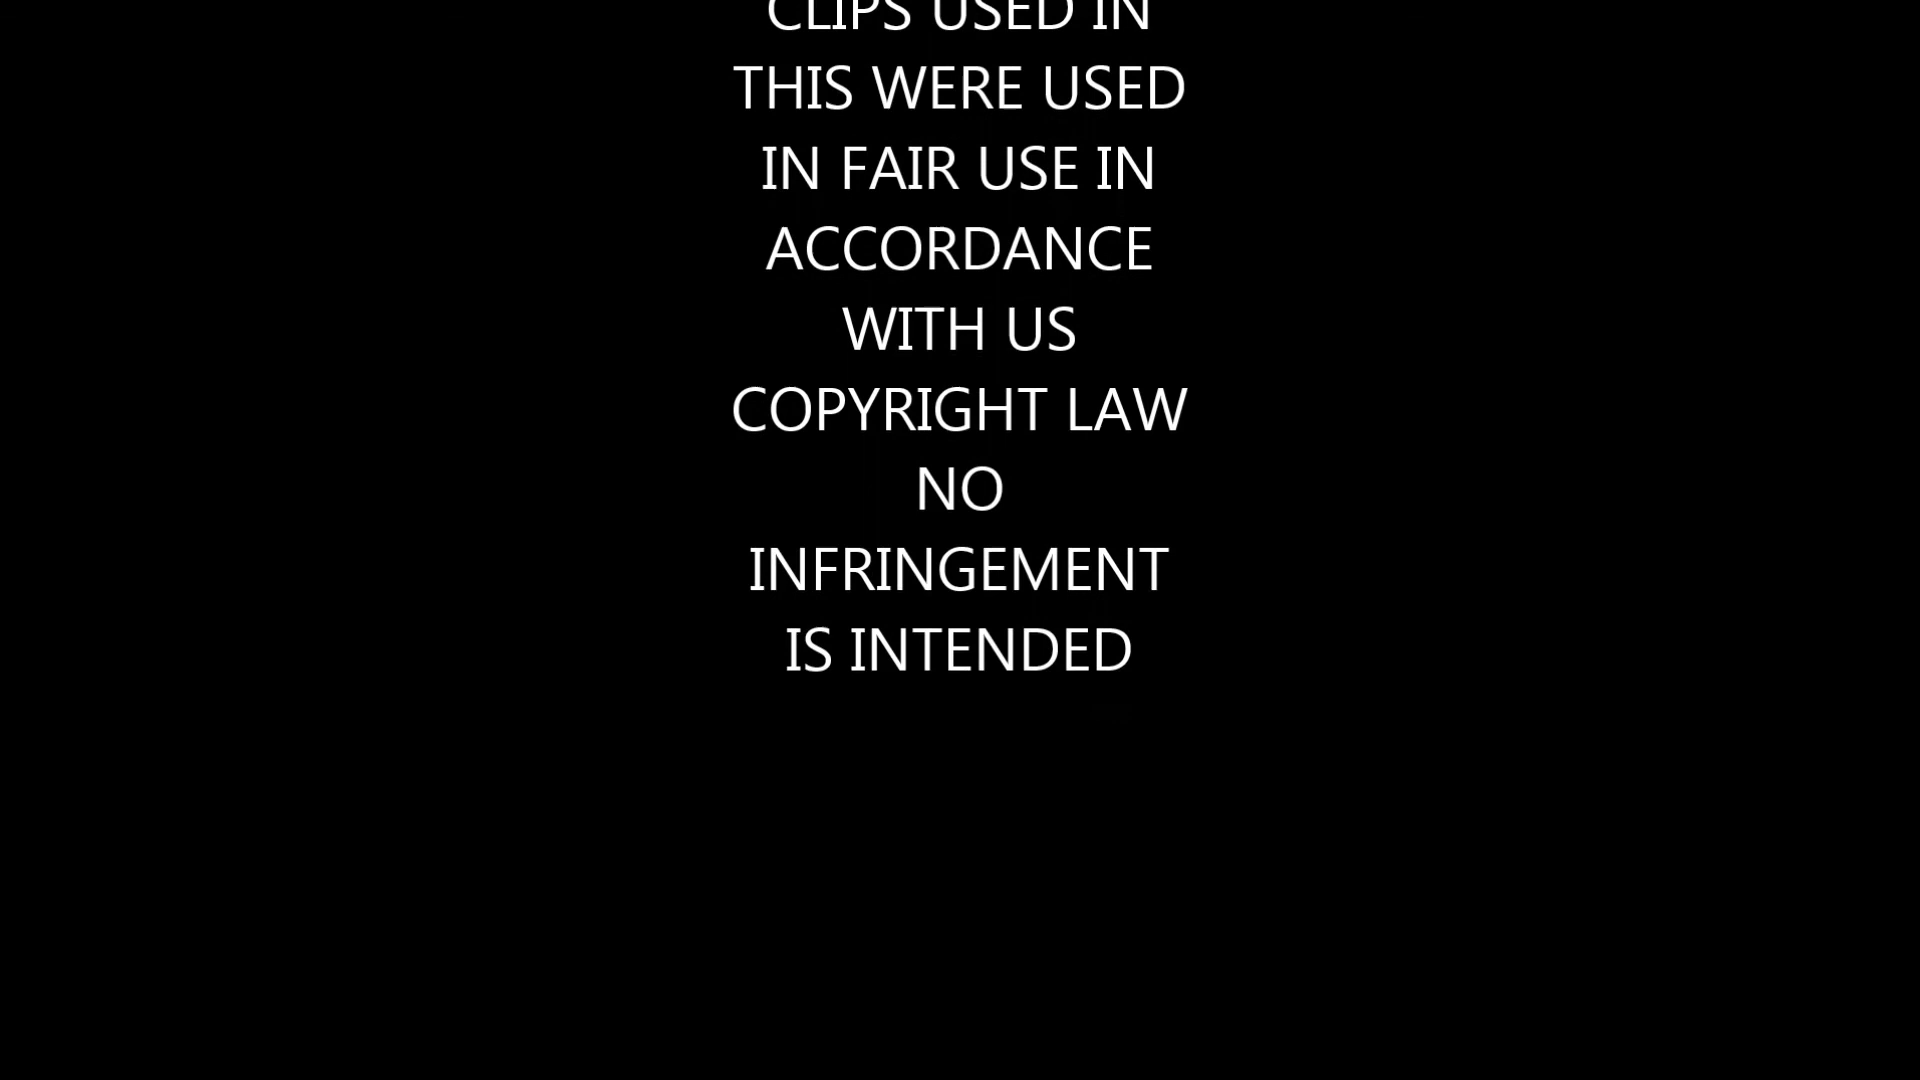 CLIPS USED IN
THIS WERE USED
IN FAIR USE IN
ACCORDANCE
WITH US
COPYRIGHT LAW
NO
INFRINGEMENT
IS INTENDED